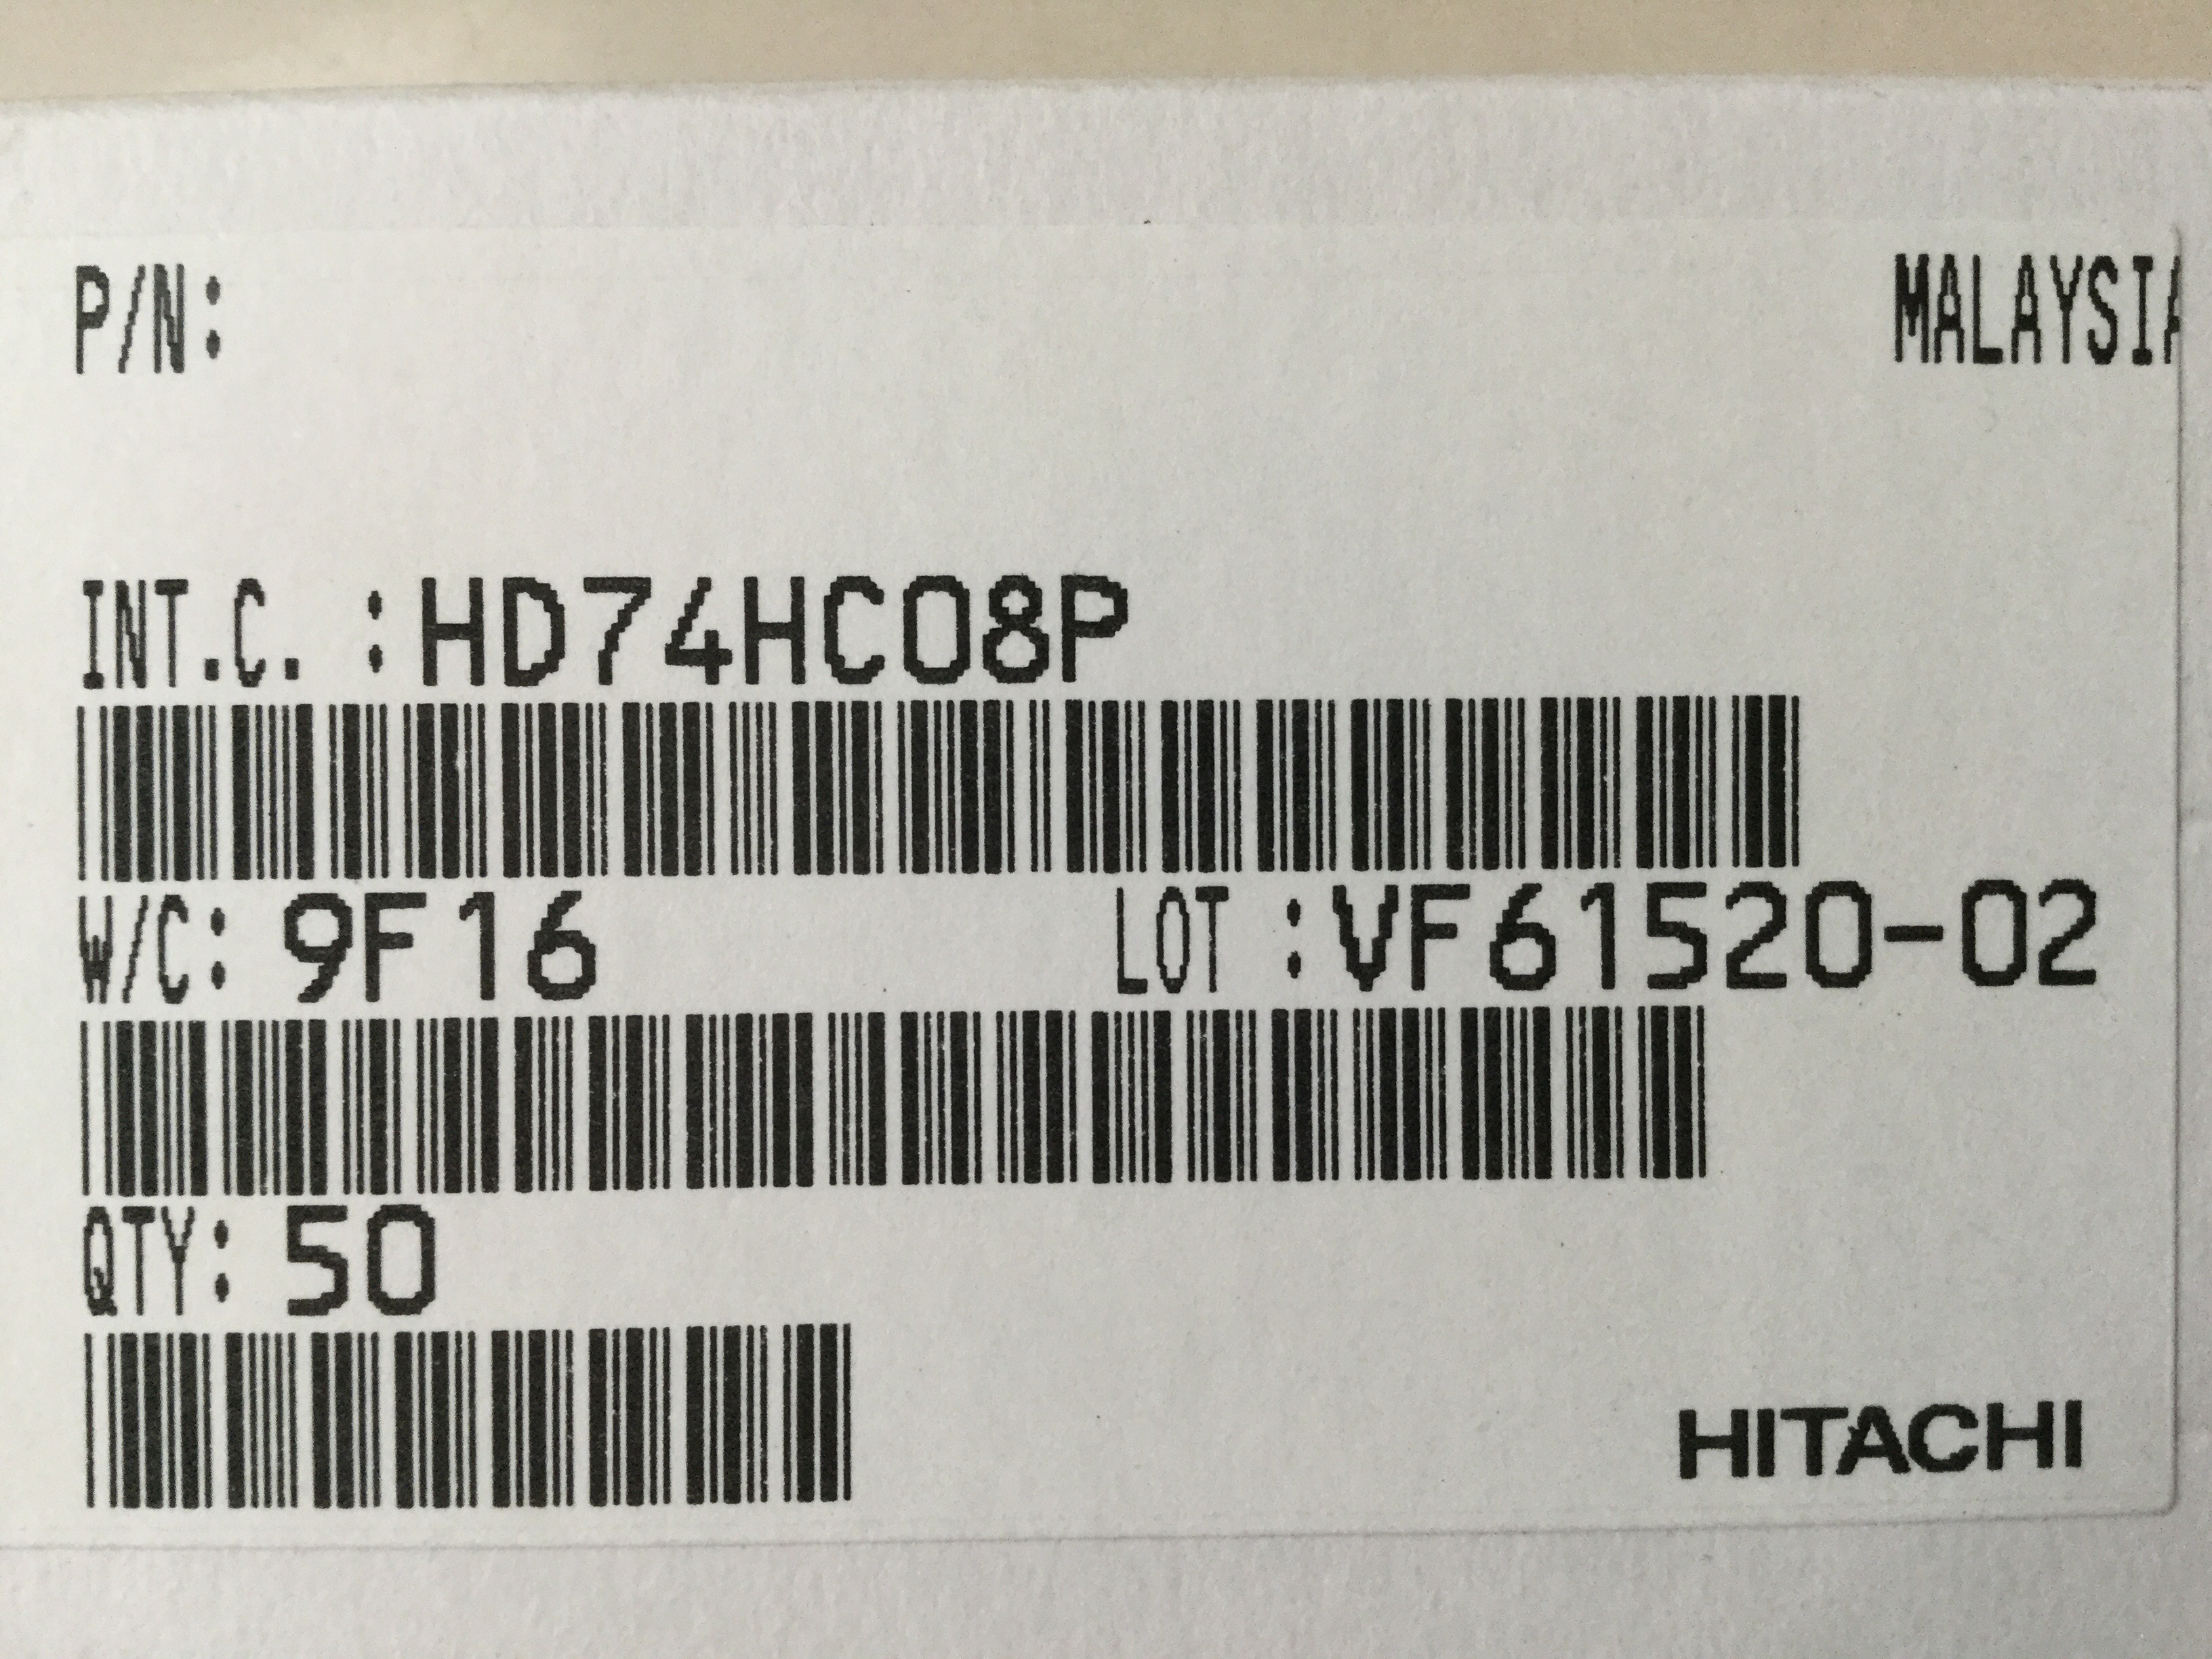 P/N: MALAYSIA
INT.C. :HD74HC08P
W/C: 9F16 LOT :VF61520-02
QTY: 50
HITACHI